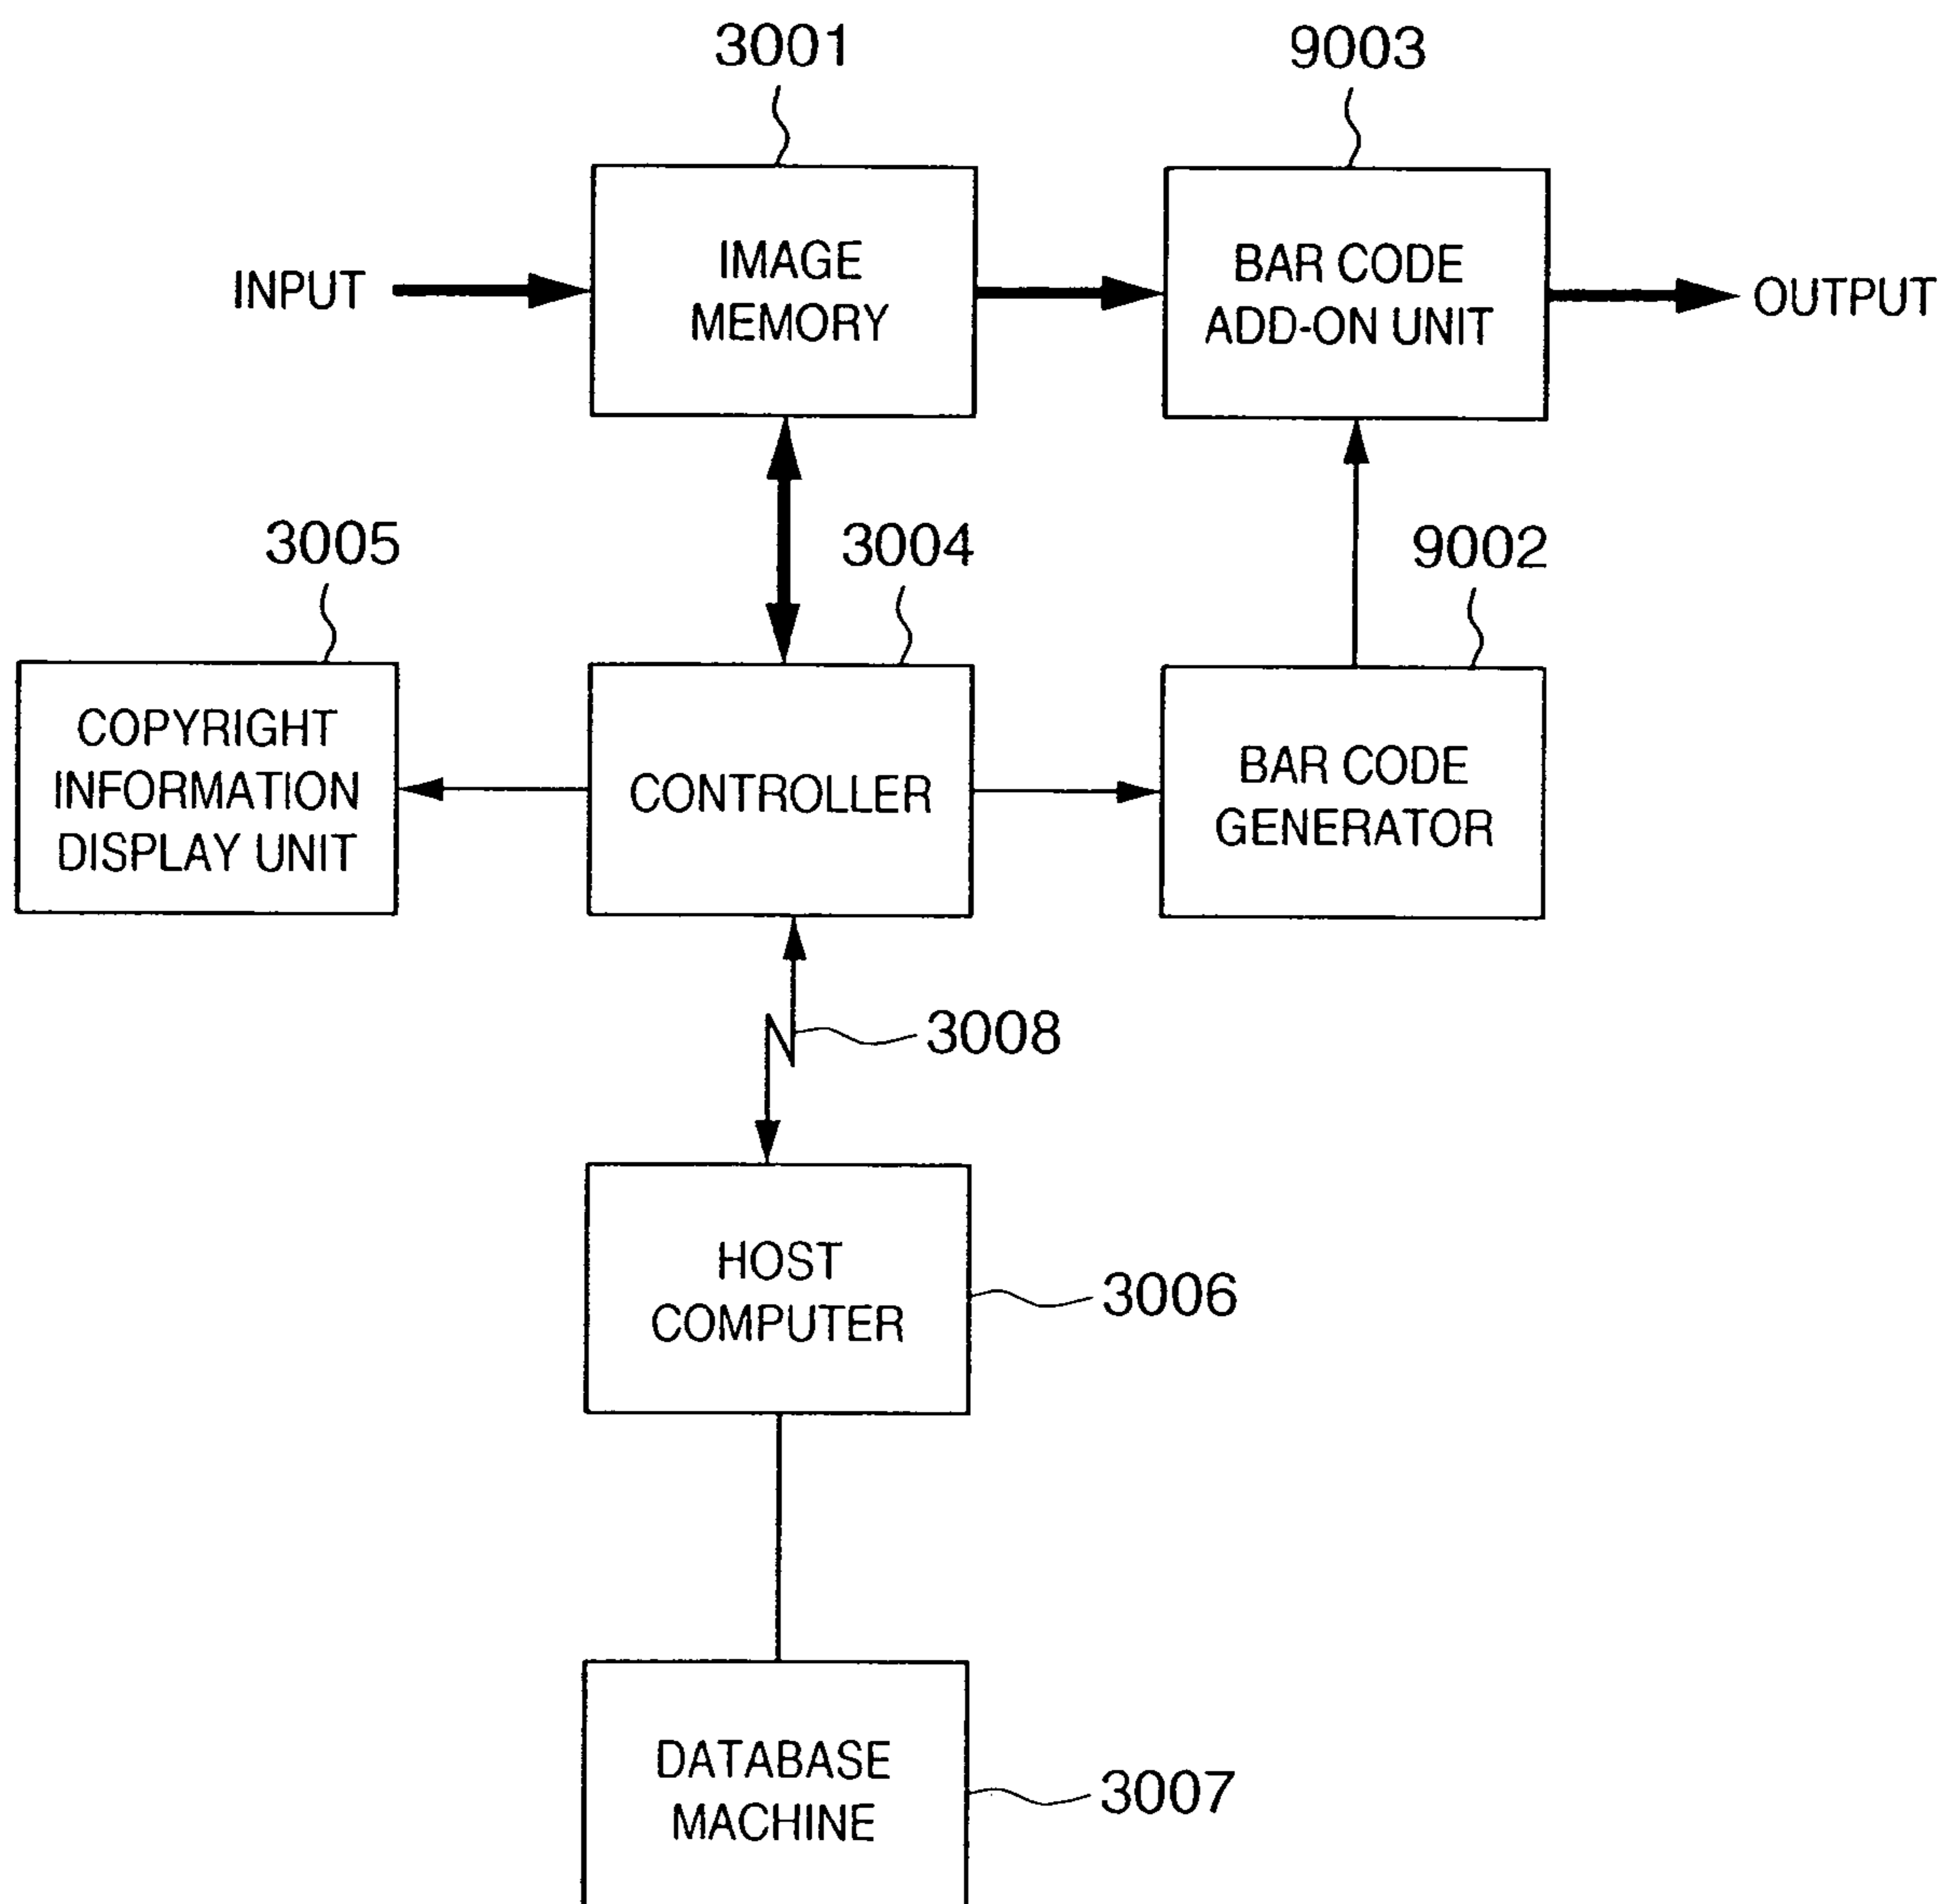 3001
9003
INPUT
IMAGE
MEMORY
BAR CODE
ADD-ON UNIT
OUTPUT
3005
3004
9002
COPYRIGHT
INFORMATION
DISPLAY UNIT
CONTROLLER
BAR CODE
GENERATOR
3008
HOST
COMPUTER
3006
DATABASE
MACHINE
3007